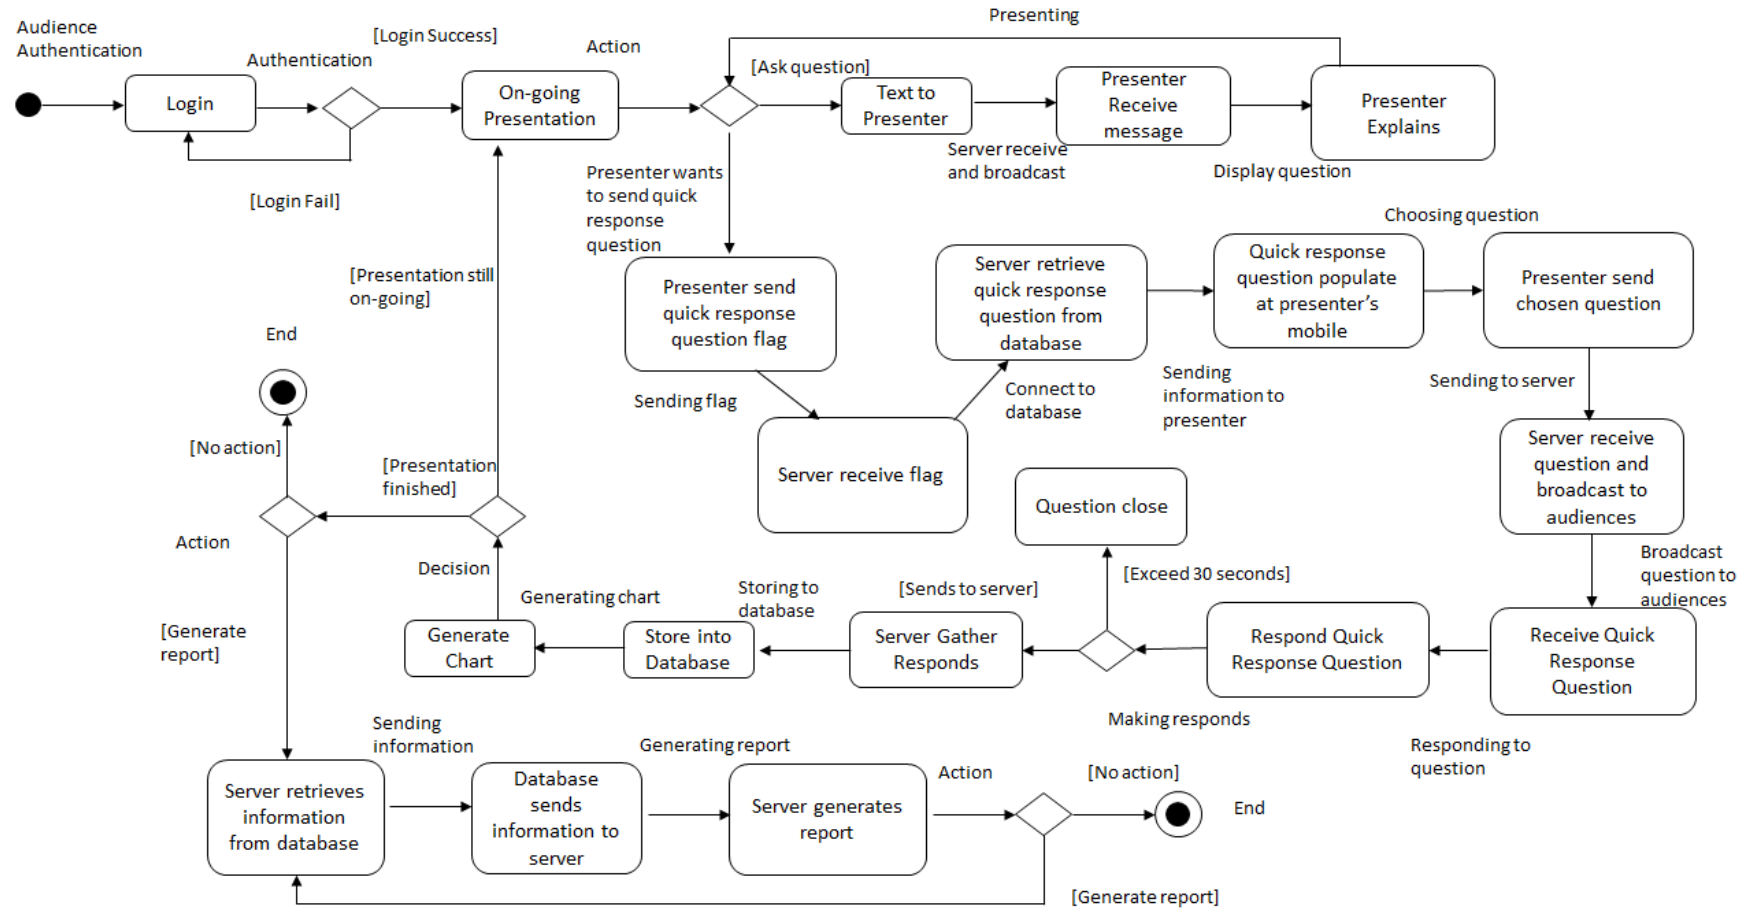 Presenting
Audience
Authentication
[Login Success]
Action
Authentication
[Ask question]
Login
On-going
Presentation
Text to
Presenter
Presenter
Receive
message
Presenter
Explains
Server receive
and broadcast
Display question
[Login Fail]
Presenter wants
to send quick
response
question
Choosing question
[Presentation still
on-going]
Presenter send
quick response
question flag
Server retrieve
quick response
question from
database
Quick response
question populate
at presenter's
mobile
Presenter send
chosen question
End
Sending flag
Connect to
database
Sending
information to
presenter
Sending to server
[No action]
[Presentation
finished]
Server receive flag
Question close
Server receive
question and
broadcast to
audiences
Action
Decision
[Exceed 30 seconds]
Broadcast
question to
audiences
Generating chart
Storing to
database
[Sends to server]
[Generate
report]
Generate
Chart
Store into
Database
Server Gather
Responds
Respond Quick
Response Question
Receive Quick
Response
Question
Making responds
Responding to
question
Sending
information
Generating report
Action
[No action]
Server retrieves
information
from database
Database
sends
information to
server
Server generates
report
End
[Generate report]